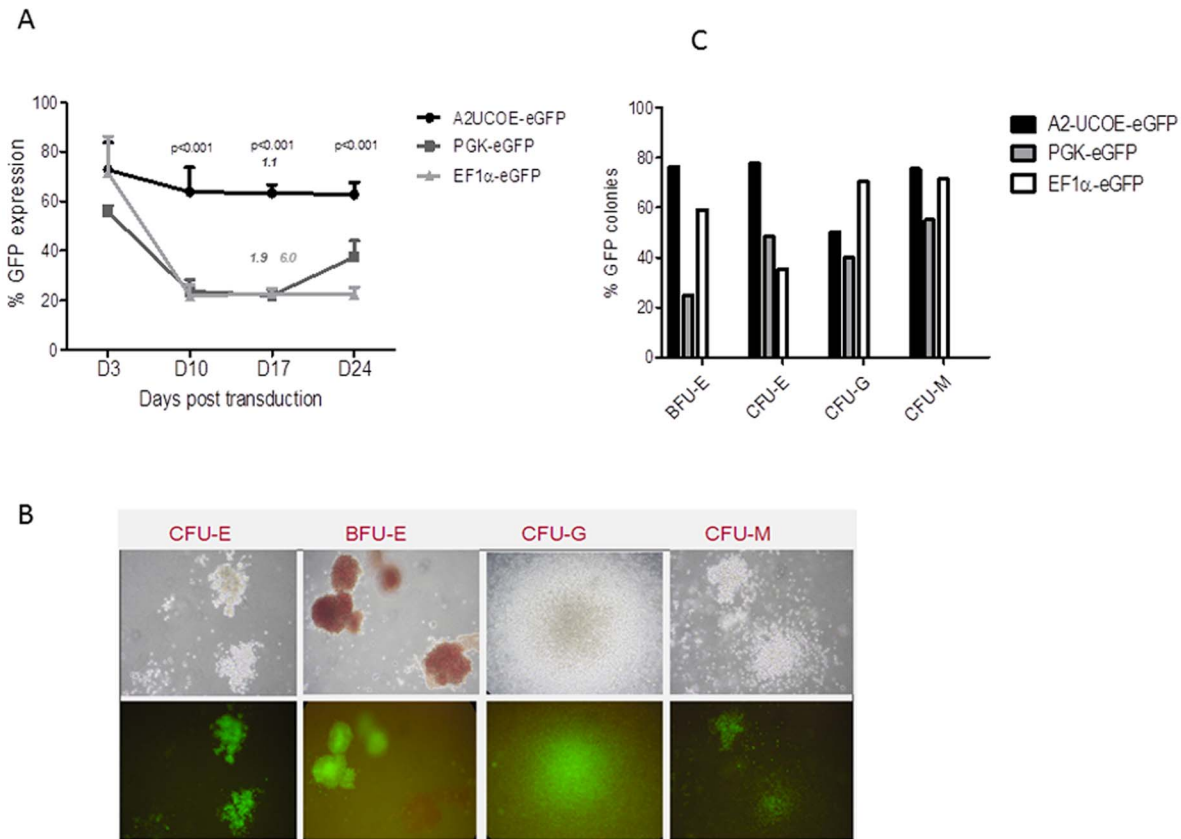 A
100
80
60
40
20
0
% GFP expression
p<0.001 p<0.001 p<0.001
1.1
1.9 6.0
D3 D10 D17 D24
Days post transduction
A2UCOE-eGFP
PGK-eGFP
EF1α-eGFP
C
100
80
60
40
20
0
% GFP colonies
BFU-E CFU-E CFU-G CFU-M
A2-UCOE-eGFP
PGK-eGFP
EF1α-eGFP
B
CFU-E BFU-E CFU-G CFU-M